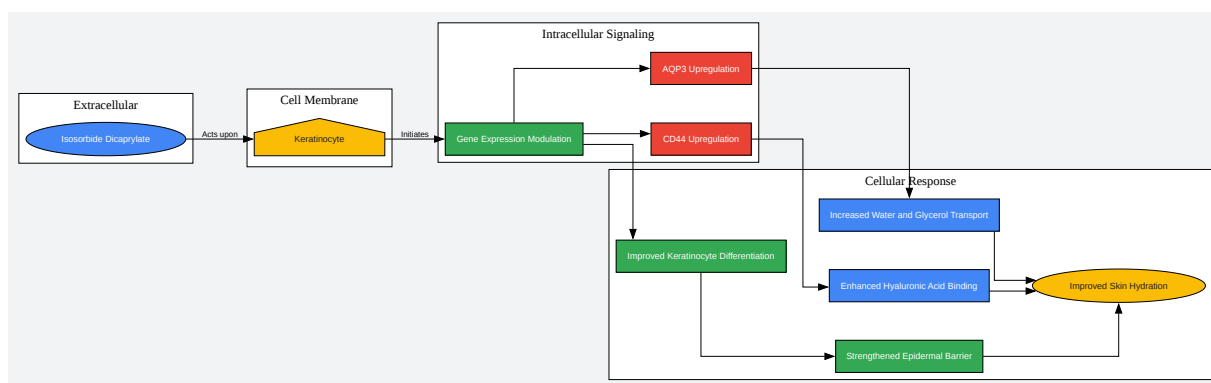 Extracellular
Isosorbide Dicaprylate
Acts upon
Cell Membrane
Keratinocyte
Initiates
Intracellular Signaling
Gene Expression Modulation
AQP3 Upregulation
CD44 Upregulation
Cellular Response
Increased Water and Glycerol Transport
Improved Keratinocyte Differentiation
Enhanced Hyaluronic Acid Binding
Improved Skin Hydration
Strengthened Epidermal Barrier